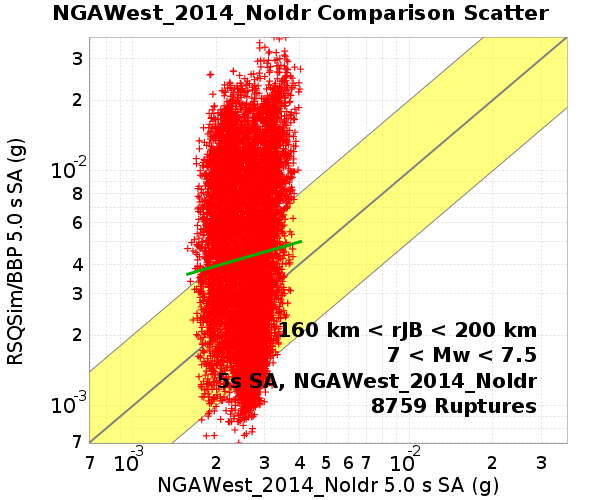 NGAWest_2014_NoIdr Comparison Scatter
RSQSim/BBP 5.0 s SA (g)
3
2
10-2
8
6
4
3
2
10-3
7
160 km < rJB < 200 km
7 < Mw < 7.5
5s SA, NGAWest_2014_NoIdr
8759 Ruptures
7 10-3 2 3 4 5 6 7 10-2 2 3
NGAWest_2014_NoIdr 5.0 s SA (g)